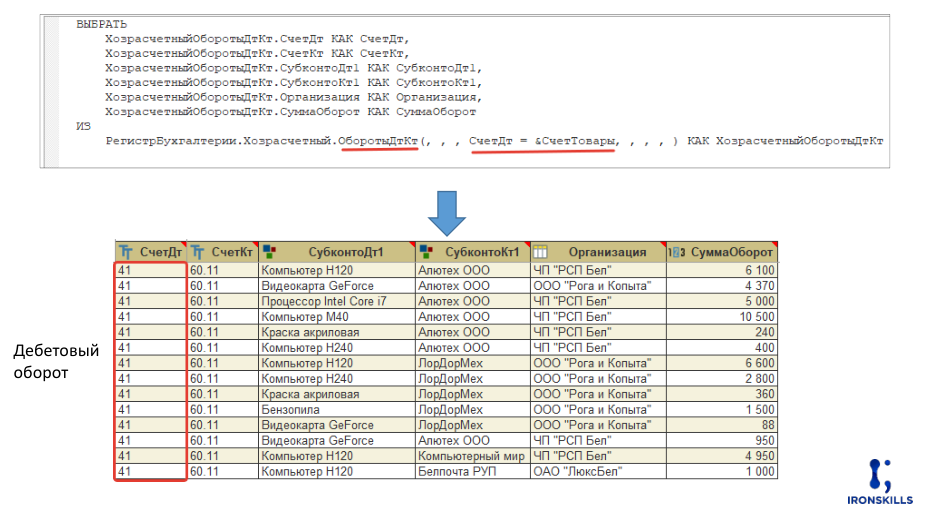 ВЫБРАТЬ
ХозрасчетныйОборотыДтКт.СчетДт КАК СчетДт,
ХозрасчетныйОборотыДтКт.СчетКт КАК СчетКт,
ХозрасчетныйОборотыДтКт.СубконтоДт1 КАК СубконтоДт1,
ХозрасчетныйОборотыДтКт.СубконтоКт1 КАК СубконтоКт1,
ХозрасчетныйОборотыДтКт.Организация КАК Организация,
ХозрасчетныйОборотыДтКт.СуммаОборот КАК СуммаОборот
ИЗ
РегистрБухгалтерии.Хозрасчетный.ОборотыДтКт(, , , СчетДт = &СчетТовары, , , , ) КАК ХозрасчетныйОборотыДтКт
СчетДт СчетКт СубконтоДт1 СубконтоКт1 Организация СуммаОборот
41 60.11 Компьютер H120 Алютех ООО ЧП "РСП Бел" 6 100
41 60.11 Видеокарта GeForce Алютех ООО ООО "Рога и Копыта" 4 370
41 60.11 Процессор Intel Core i7 Алютех ООО ЧП "РСП Бел" 5 000
41 60.11 Компьютер M40 Алютех ООО ЧП "РСП Бел" 10 500
41 60.11 Краска акриловая Алютех ООО ЧП "РСП Бел" 240
41 60.11 Компьютер H240 Алютех ООО ЧП "РСП Бел" 400
41 60.11 Компьютер H120 ЛорДорМех ООО "Рога и Копыта" 6 600
41 60.11 Компьютер H240 ЛорДорМех ООО "Рога и Копыта" 2 800
41 60.11 Краска акриловая ЛорДорМех ООО "Рога и Копыта" 360
41 60.11 Бензопила ЛорДорМех ООО "Рога и Копыта" 1 500
41 60.11 Видеокарта GeForce ЛорДорМех ООО "Рога и Копыта" 88
41 60.11 Видеокарта GeForce Алютех ООО ЧП "РСП Бел" 950
41 60.11 Компьютер H120 Компьютерный мир ЧП "РСП Бел" 4 950
41 60.11 Компьютер H120 Белпочта РУП ОАО "ЛюксБел" 1 000
Дебетовый
оборот
IRONSKILLS